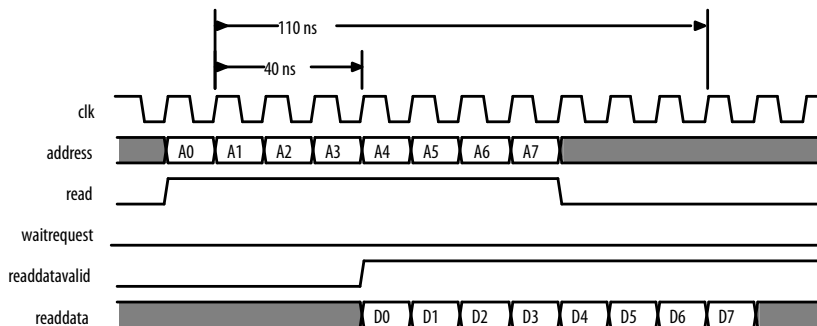 110 ns
40 ns
clk
address A0 A1 A2 A3 A4 A5 A6 A7
read
waitrequest
readdatavalid
readdata D0 D1 D2 D3 D4 D5 D6 D7